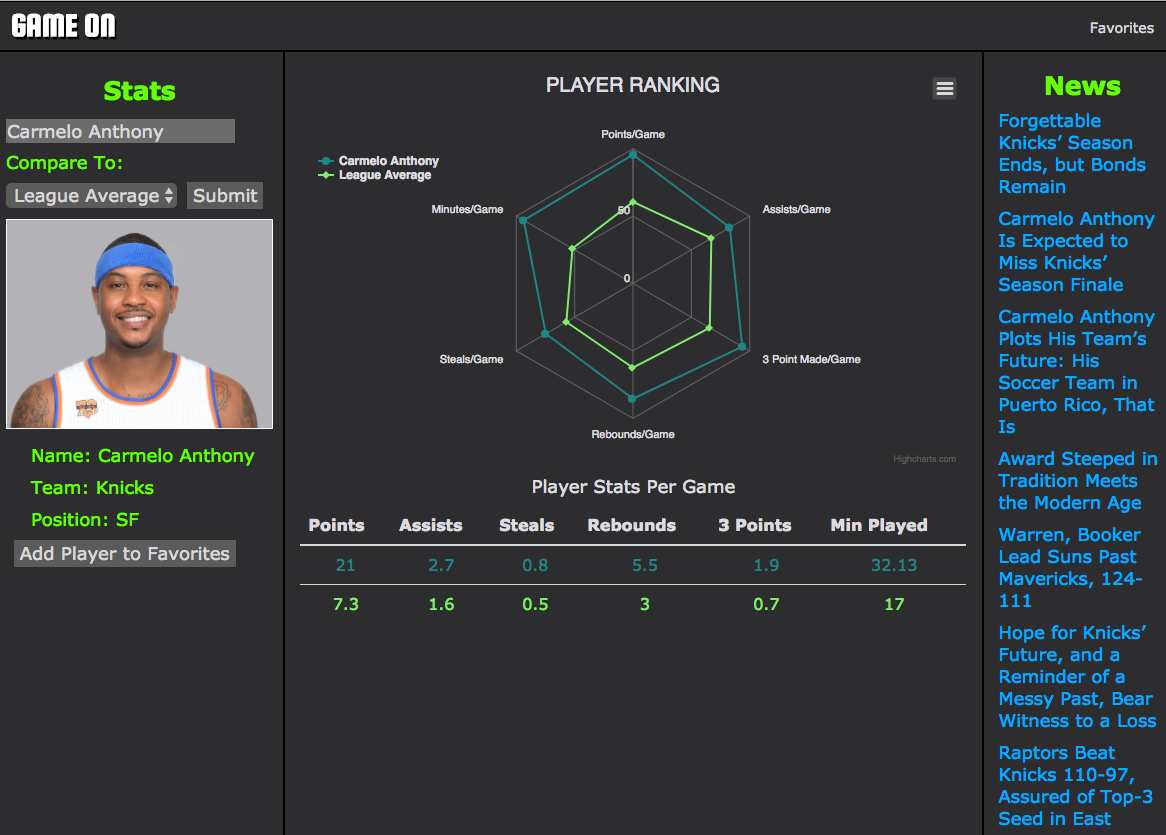 GAME ON
Favorites
Stats
Carmelo Anthony
Compare To:
League Average
Submit
Name: Carmelo Anthony
Team: Knicks
Position: SF
Add Player to Favorites
PLAYER RANKING
Carmelo Anthony
League Average
Points/Game
Assists/Game
3 Point Made/Game
Rebounds/Game
Steals/Game
Minutes/Game
50
0
Highcharts.com
Player Stats Per Game
Points Assists Steals Rebounds 3 Points Min Played
21 2.7 0.8 5.5 1.9 32.13
7.3 1.6 0.5 3 0.7 17
News
Forgettable
Knicks’ Season
Ends, but Bonds
Remain
Carmelo Anthony
Is Expected to
Miss Knicks’
Season Finale
Carmelo Anthony
Plots His Team’s
Future: His
Soccer Team in
Puerto Rico, That
Is
Award Steeped in
Tradition Meets
the Modern Age
Warren, Booker
Lead Suns Past
Mavericks, 124-
111
Hope for Knicks’
Future, and a
Reminder of a
Messy Past, Bear
Witness to a Loss
Raptors Beat
Knicks 110-97,
Assured of Top-3
Seed in East